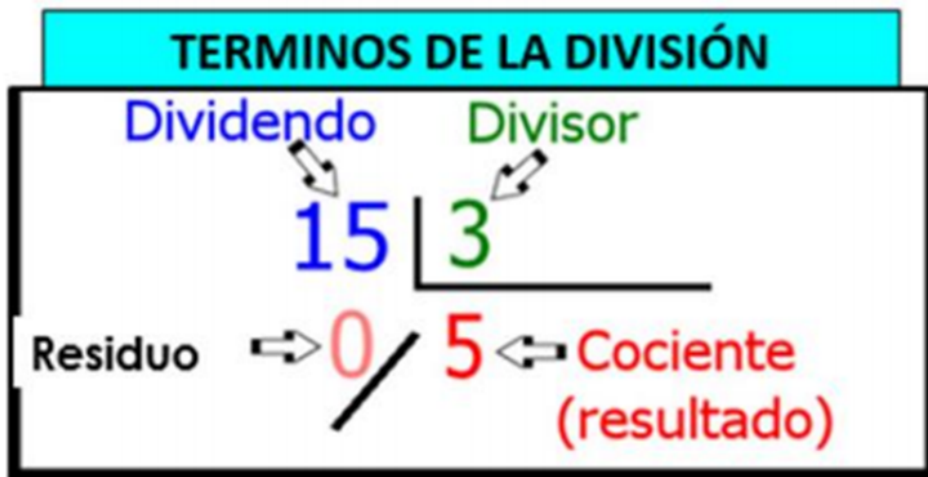 TERMINOS DE LA DIVISIÓN
Dividendo Divisor
15 3
Residuo 0 5 Cociente
(resultado)